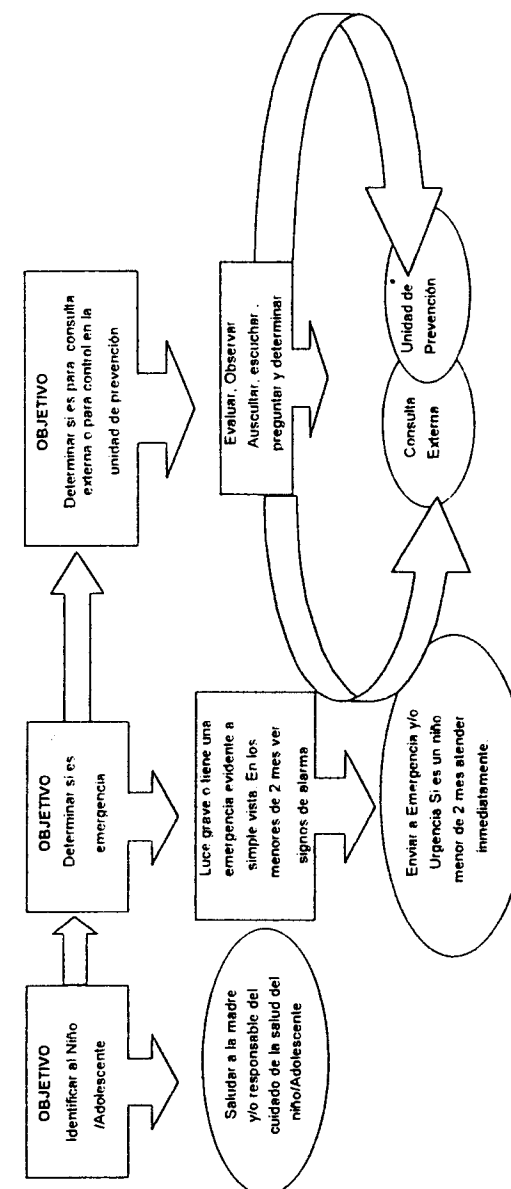 OBJETIVO
Identificar al Niño
/Adolescente
Saludar a la madre
y/o responsable del
cuidado de la salud del
niño/Adolescente
OBJETIVO
Determinar si es
emergencia
Luce grave o tiene una
emergencia evidente a
simple vista. En los
menores de 2 mes ver
signos de alarma
Enviar a Emergencia y/o
Urgencia Si es un niño
menor de 2 mes atender
inmediatamente.
OBJETIVO
Determinar si es para consulta
externa o para control en la
unidad de prevención
Evaluar, Observar
Auscultar, escuchar,
preguntar y determinar
Consulta
Externa
Unidad de
Prevención